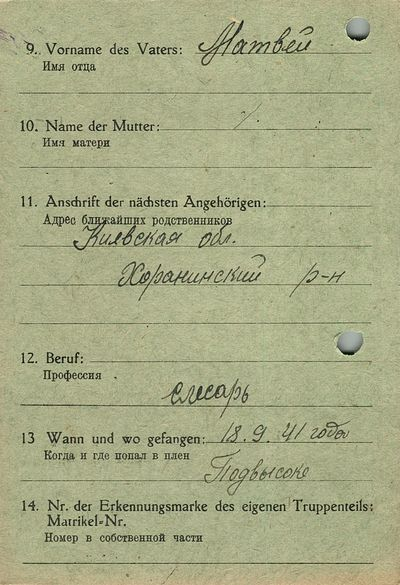 9. Vorname des Vaters: Матвей
Имя отца
10. Name der Mutter: /.
Имя матери
11. Anschrift der nächsten Angehörigen:
Адрес ближайших родственников
Киевская обл.
Хоранинский р-н
12. Beruf:
Профессия
слесарь
13 Wann und wo gefangen: 18.9.41 годы
Когда и где попал в плен
Подвысоке
14. Nr. der Erkennungsmarke des eigenen Truppenteils:
Matrikel-Nr.
Номер в собственной части